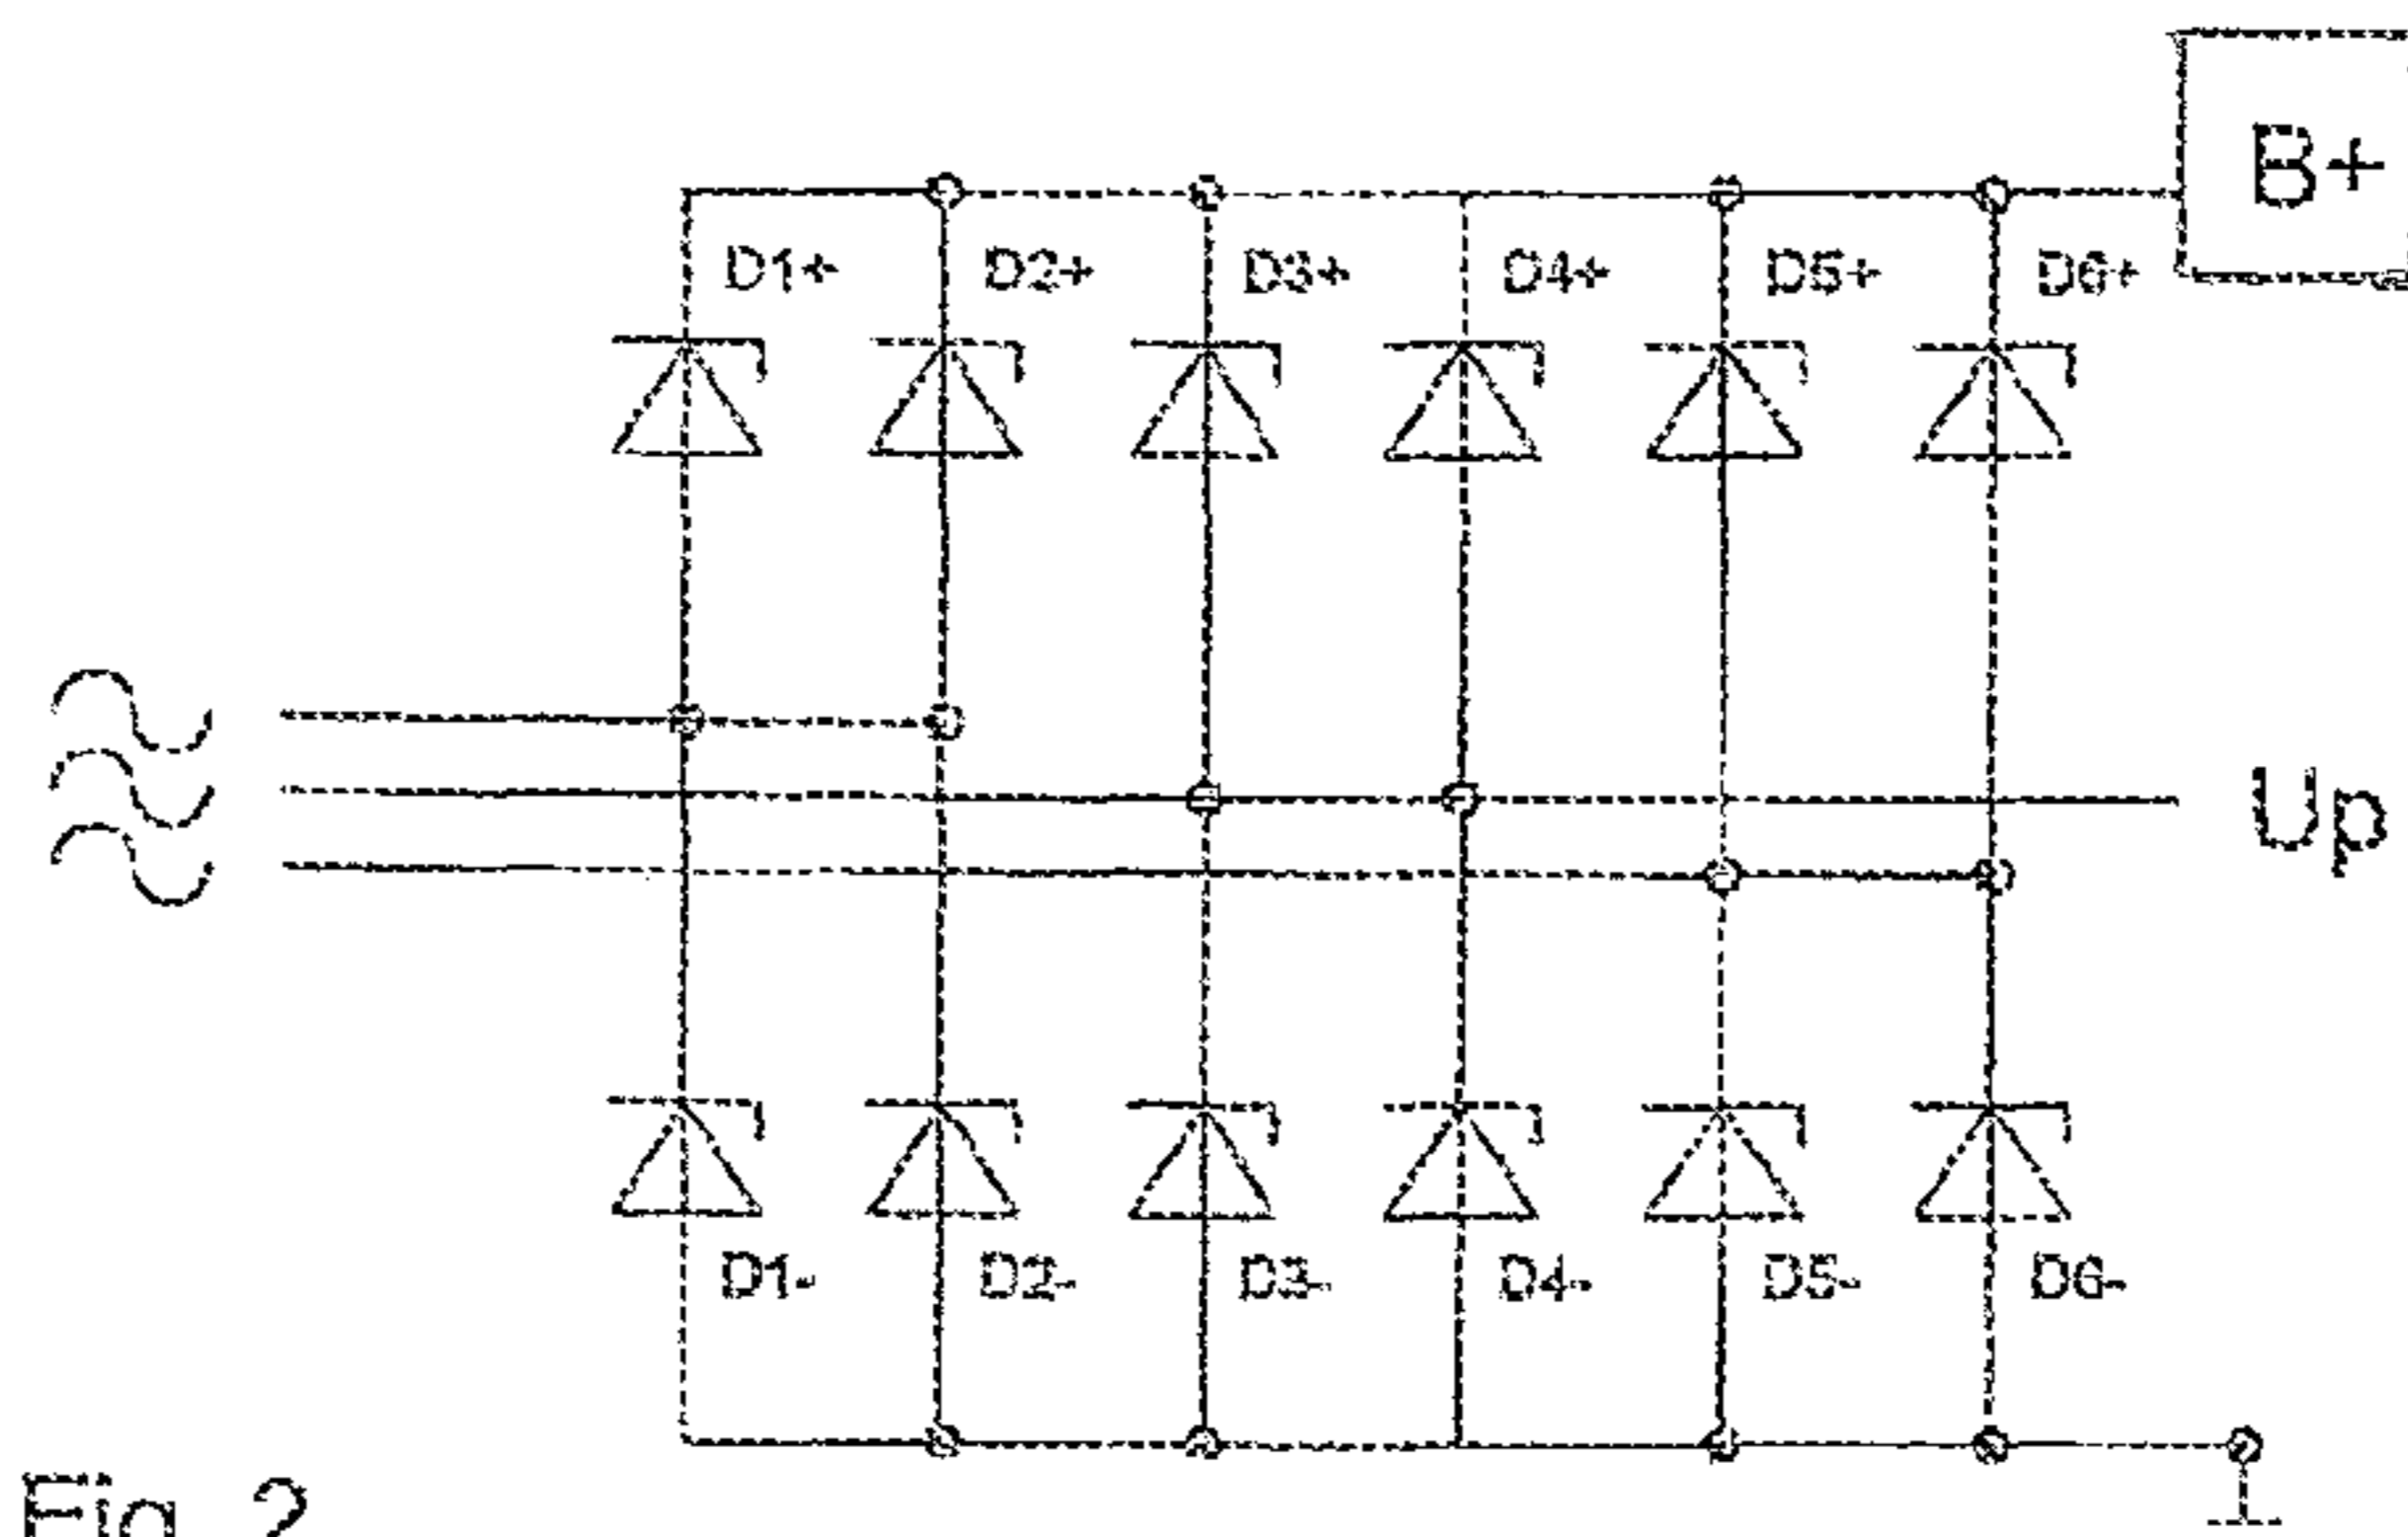 B+
D1+ D2+ D3+ D4+ D5+ D6+
Up
D1- D2- D3- D4- D5- D6-
Fig. 2